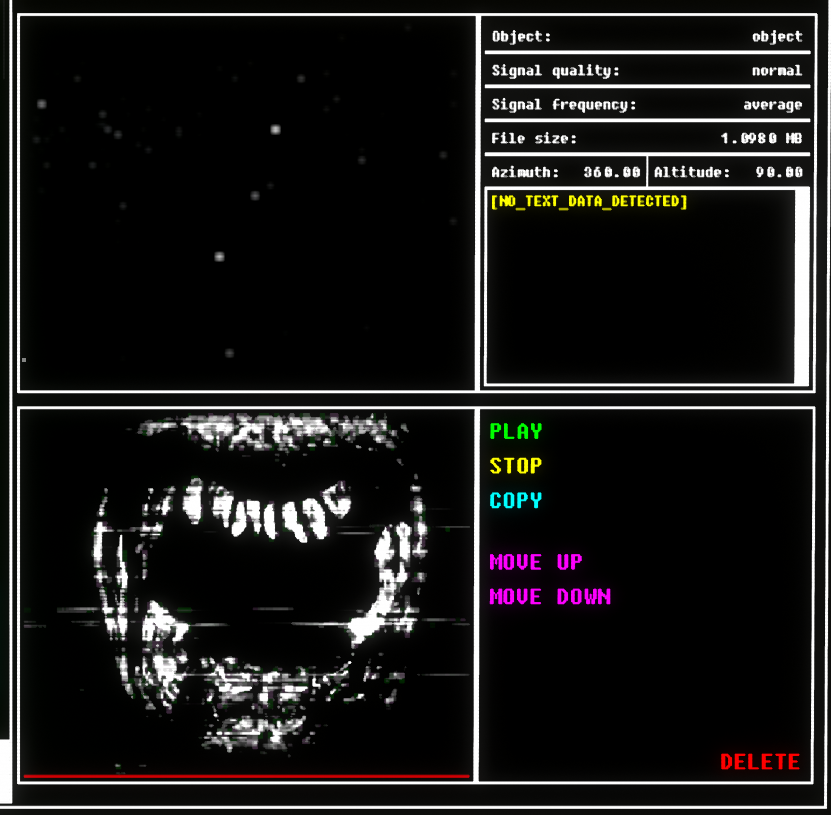 Object: object
Signal quality: normal
Signal frequency: average
File size: 1.0980 MB
Azimuth: 360.00 Altitude: 90.00
[NO_TEXT_DATA_DETECTED]
PLAY
STOP
COPY
MOVE UP
MOVE DOWN
DELETE